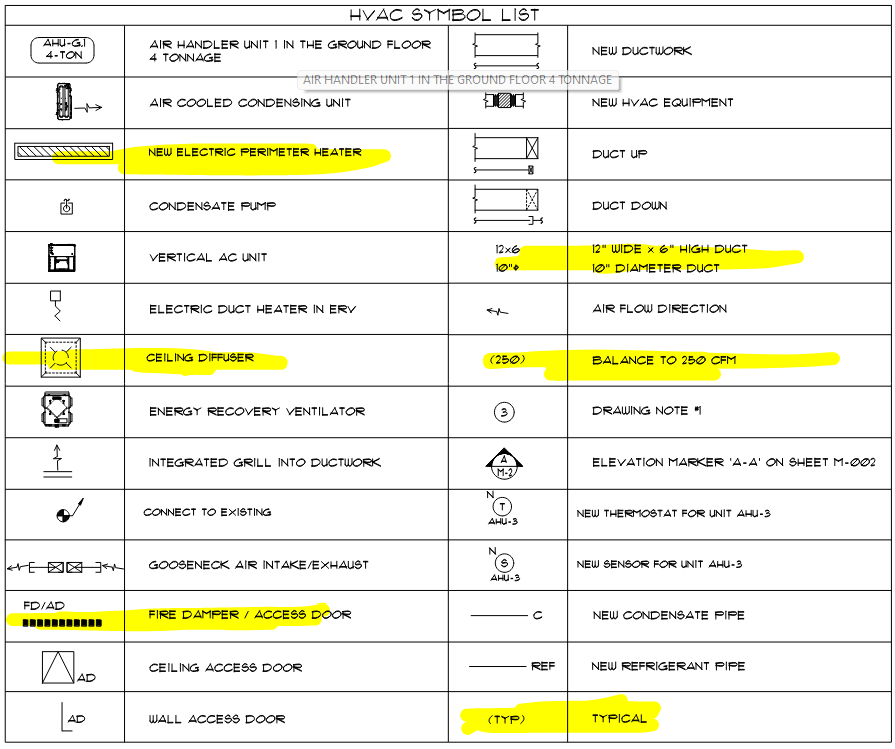 HVAC SYMBOL LIST
AHU-G.1
4-TON
AIR HANDLER UNIT 1 IN THE GROUND FLOOR
4 TONNAGE
NEW DUCTWORK
AIR HANDLER UNIT 1 IN THE GROUND FLOOR 4 TONNAGE
AIR COOLED CONDENSING UNIT
NEW HVAC EQUIPMENT
NEW ELECTRIC PERIMETER HEATER
DUCT UP
CONDENSATE PUMP
DUCT DOWN
VERTICAL AC UNIT
12x6
12" WIDE x 6" HIGH DUCT
10"ø
10" DIAMETER DUCT
ELECTRIC DUCT HEATER IN ERV
AIR FLOW DIRECTION
CEILING DIFFUSER
(250)
BALANCE TO 250 CFM
ENERGY RECOVERY VENTILATOR
3
DRAWING NOTE #1
INTEGRATED GRILL INTO DUCTWORK
A
M-2
ELEVATION MARKER 'A-A' ON SHEET M-002
CONNECT TO EXISTING
N
T
AHU-3
NEW THERMOSTAT FOR UNIT AHU-3
GOOSENECK AIR INTAKE/EXHAUST
N
S
AHU-3
NEW SENSOR FOR UNIT AHU-3
FD/AD
FIRE DAMPER / ACCESS DOOR
C
NEW CONDENSATE PIPE
AD
CEILING ACCESS DOOR
REF
NEW REFRIGERANT PIPE
AD
WALL ACCESS DOOR
(TYP)
TYPICAL